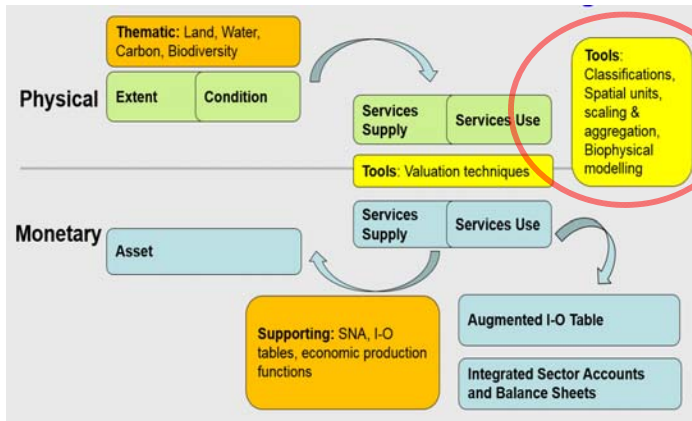 Thematic: Land, Water,
Carbon, Biodiversity
Physical
Extent
Condition
Services
Supply
Services Use
Tools:
Classifications,
Spatial units,
scaling &
aggregation,
Biophysical
modelling
Tools: Valuation techniques
Monetary
Asset
Services
Supply
Services Use
Supporting: SNA, I-O
tables, economic production
functions
Augmented I-O Table
Integrated Sector Accounts
and Balance Sheets